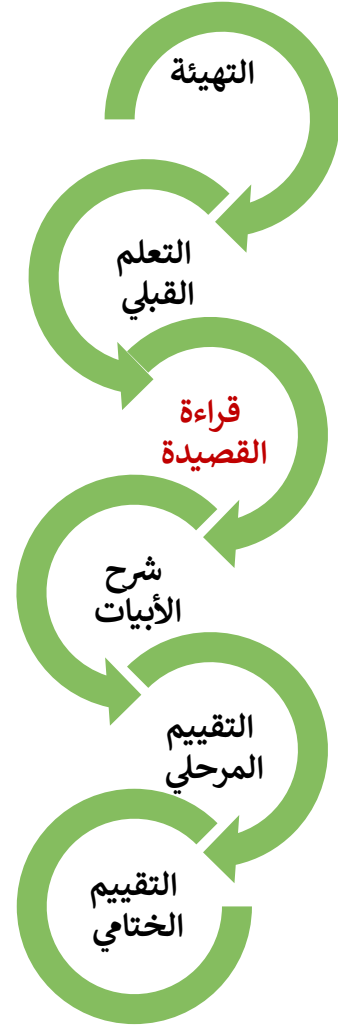 التهيئة
التعلم
القبلي
قراءة
القصيدة
شرح
الأبيات
التقييم
المرحلي
التقييم
الختامي